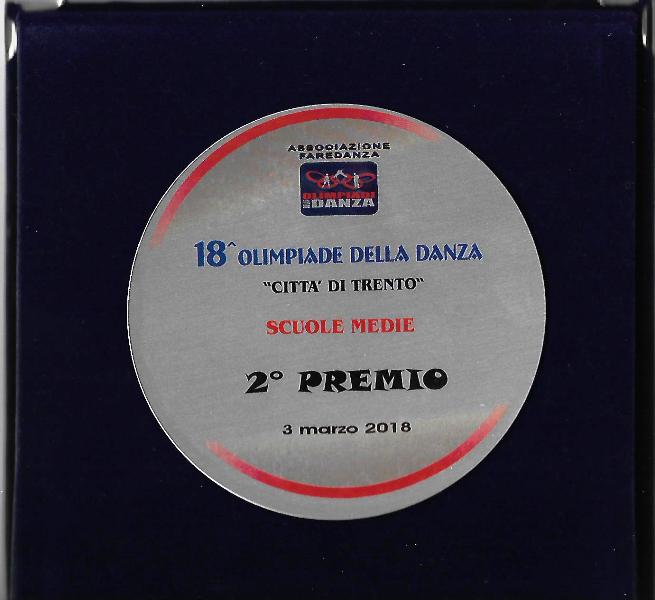 ASSOCIAZIONE
FAREDANZA
OLIMPIADI
DELLA DANZA
18^ OLIMPIADE DELLA DANZA
"CITTA' DI TRENTO"
SCUOLE MEDIE
2° PREMIO
3 marzo 2018